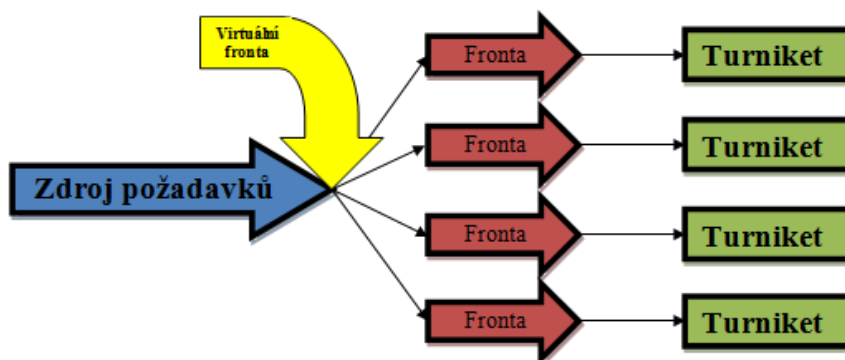 Virtuální
fronta
Fronta
Turniket
Fronta
Turniket
Zdroj požadavků
Fronta
Turniket
Fronta
Turniket